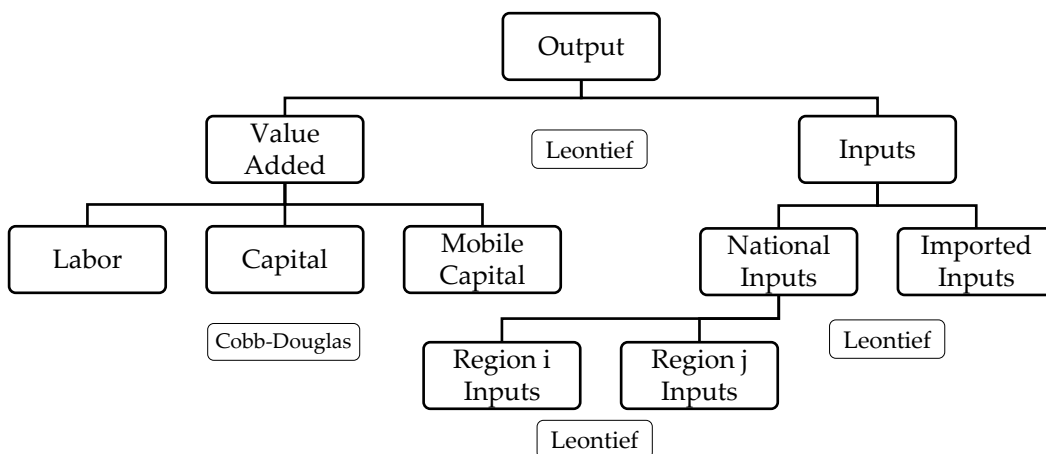 Output
Value
Added
Leontief
Inputs
Labor
Capital
Mobile
Capital
National
Inputs
Imported
Inputs
Cobb-Douglas
Leontief
Region i
Inputs
Region j
Inputs
Leontief